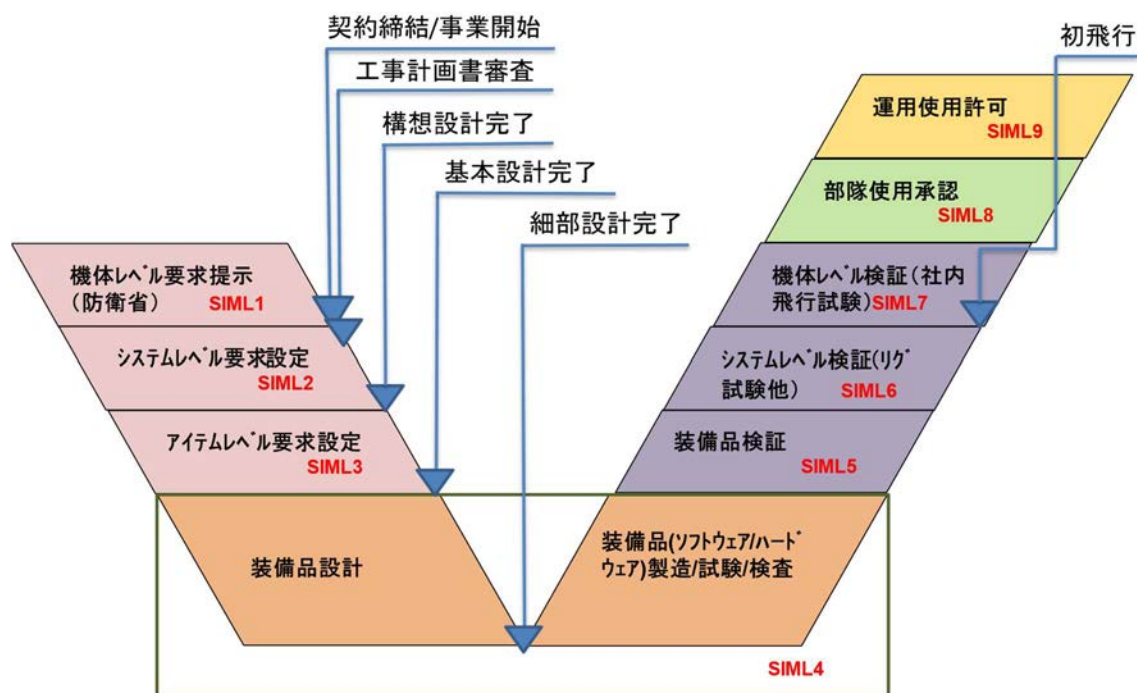 契約締結/事業開始
工事計画書審査
構想設計完了
基本設計完了
細部設計完了
初飛行
機体レベル要求提示
(防衛省) SIML1
システムレベル要求設定
SIML2
アイテムレベル要求設定
SIML3
装備品設計
装備品(ソフトウェア/ハード
ウェア)製造/試験/検査
SIML4
装備品検証
SIML5
システムレベル検証(リグ
試験他) SIML6
機体レベル検証(社内
飛行試験)SIML7
部隊使用承認
SIML8
運用使用許可
SIML9